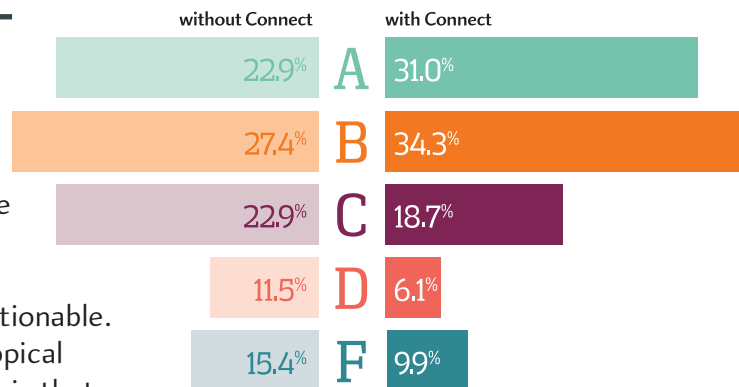 without Connect with Connect
22.9% A 31.0%
27.4% B 34.3%
e
22.9% C 18.7%
11.5% D 6.1%
tionable.
opical
15.4% F 9.9%